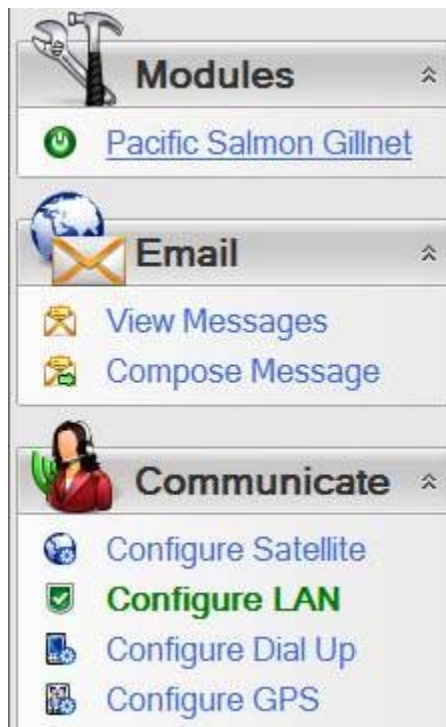 Modules
Pacific Salmon Gillnet
Email
View Messages
Compose Message
Communicate
Configure Satellite
Configure LAN
Configure Dial Up
Configure GPS